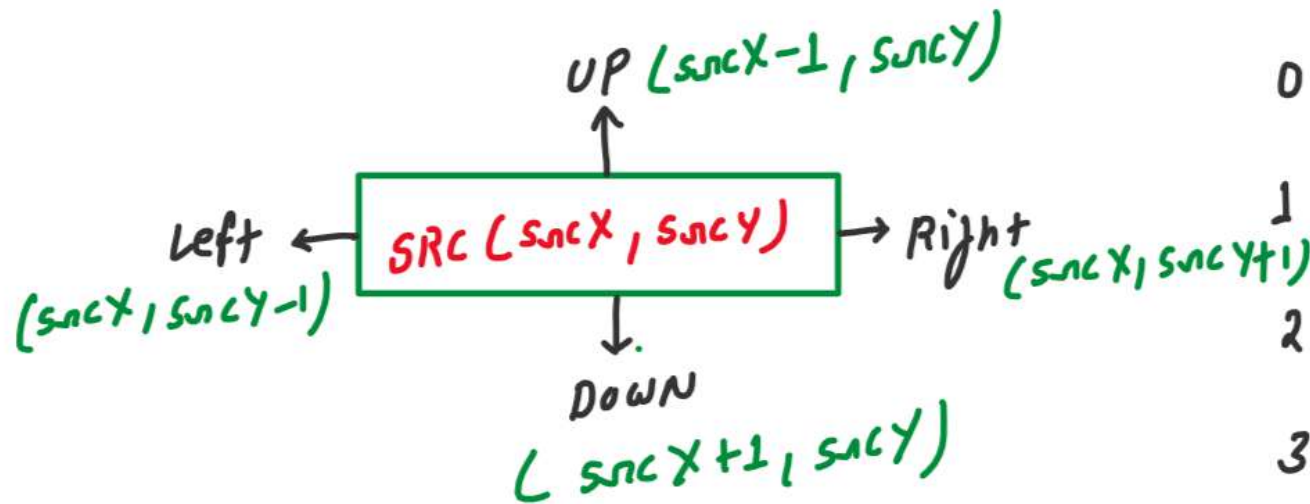 UP (srcX-1, srcY)
0
Left
SRC (srcX, srcY)
Right
1
(srcX, srcY-1)
(srcX, srcY+1)
2
DOWN
(srcX+1, srcY)
3